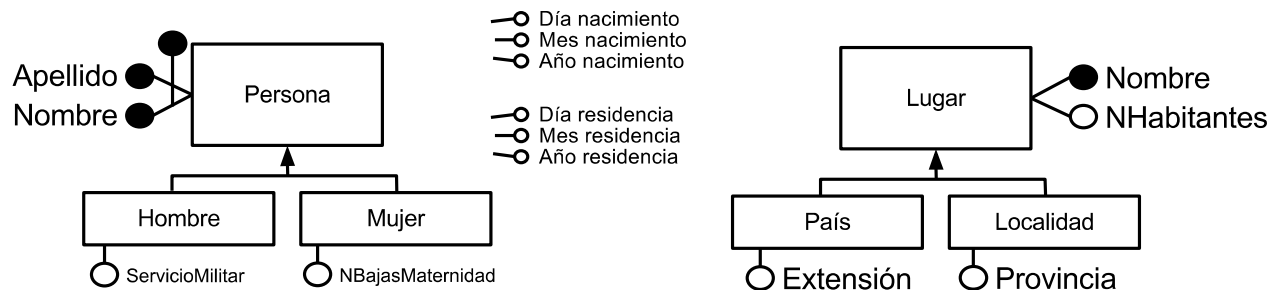 Apellido
Nombre
Persona
Hombre
Mujer
ServicioMilitar
NBajasMaternidad
Día nacimiento
Mes nacimiento
Año nacimiento
Día residencia
Mes residencia
Año residencia
Lugar
Nombre
NHabitantes
País
Localidad
Extensión
Provincia